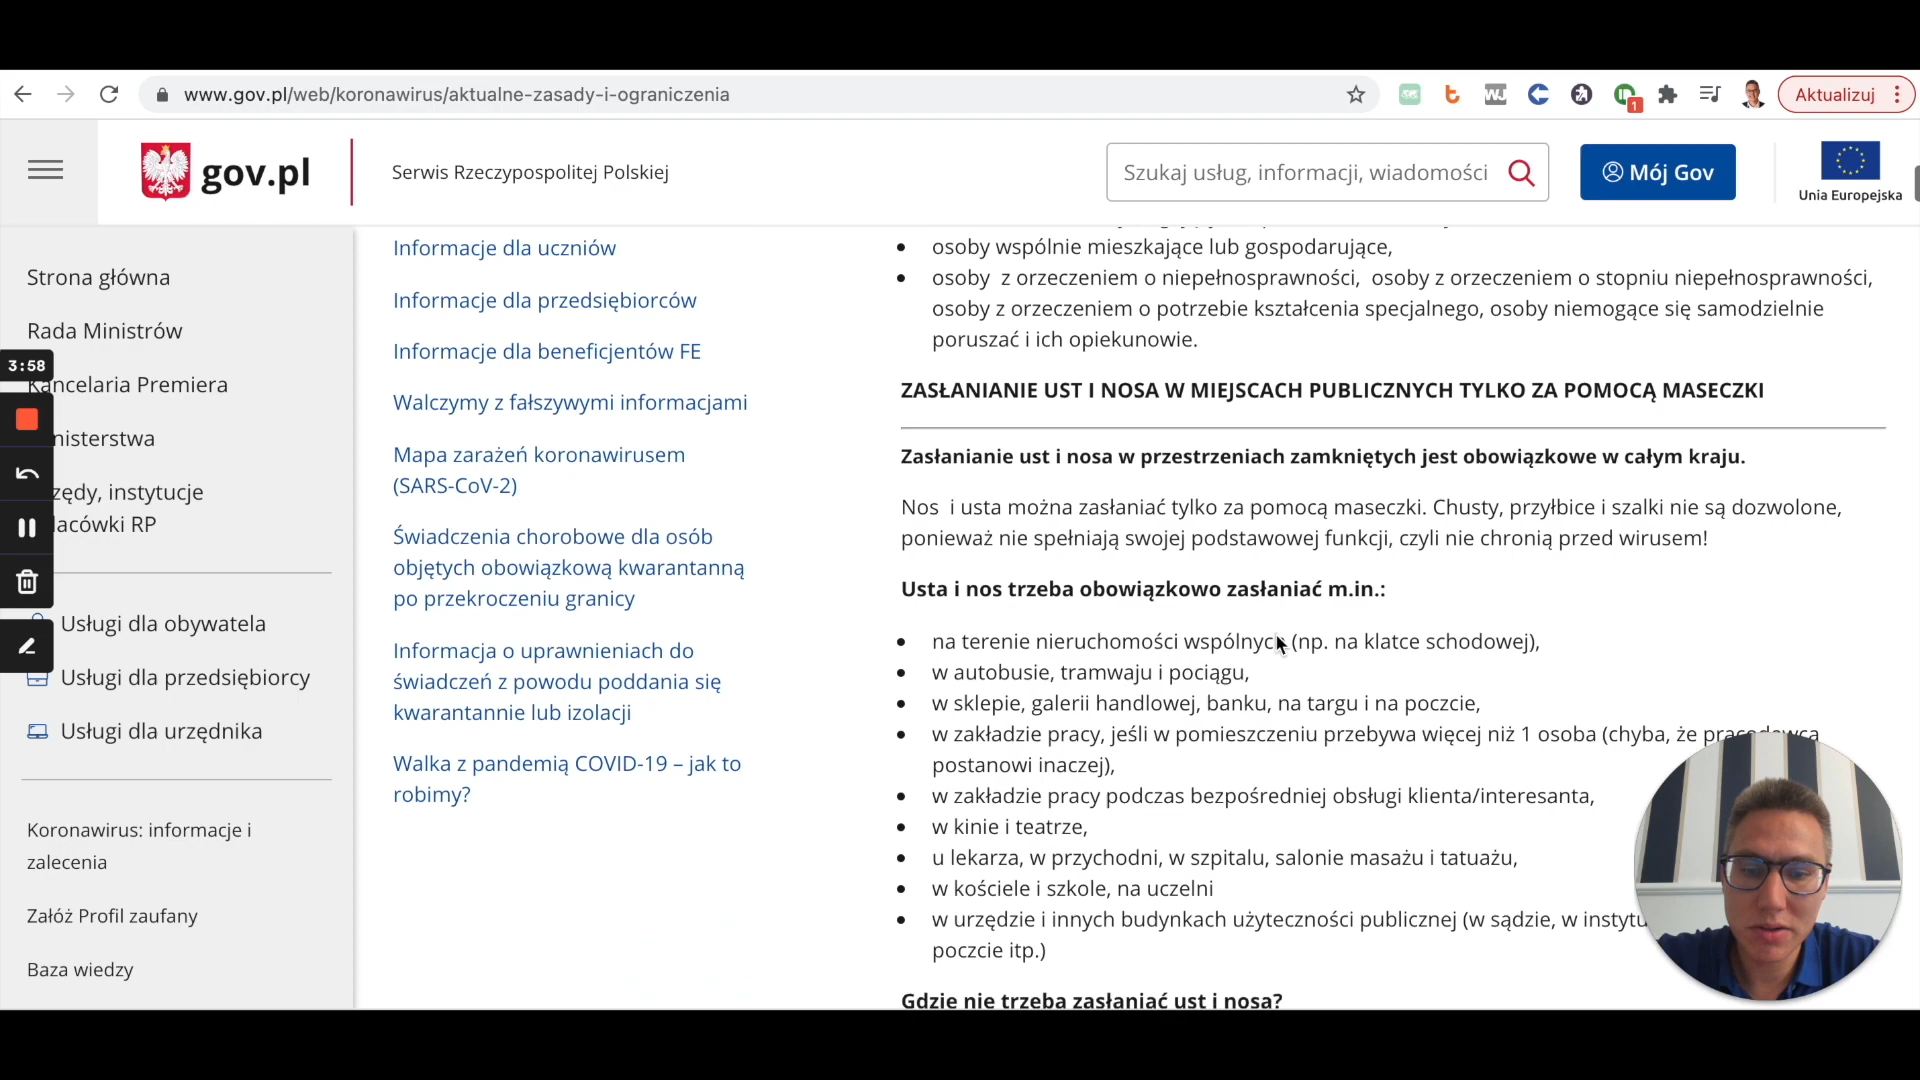 www.gov.pl/web/koronawirus/aktualne-zasady-i-ograniczenia
1
Aktualizuj
gov.pl
Serwis Rzeczypospolitej Polskiej
Szukaj usług, informacji, wiadomości
Mój Gov
Unia Europejska
Strona główna
Rada Ministrów
3:58
Kancelaria Premiera
nisterstwa
zędy, instytucje
lacówki RP
Usługi dla obywatela
Usługi dla przedsiębiorcy
Usługi dla urzędnika
Koronawirus: informacje i
zalecenia
Załóż Profil zaufany
Baza wiedzy
Informacje dla uczniów
Informacje dla przedsiębiorców
Informacje dla beneficjentów FE
Walczymy z fałszywymi informacjami
Mapa zarażeń koronawirusem
(SARS-CoV-2)
Świadczenia chorobowe dla osób
objętych obowiązkową kwarantanną
po przekroczeniu granicy
Informacja o uprawnieniach do
świadczeń z powodu poddania się
kwarantannie lub izolacji
Walka z pandemią COVID-19 – jak to
robimy?
osoby wspólnie mieszkające lub gospodarujące,
osoby z orzeczeniem o niepełnosprawności, osoby z orzeczeniem o stopniu niepełnosprawności,
osoby z orzeczeniem o potrzebie kształcenia specjalnego, osoby niemogące się samodzielnie
poruszać i ich opiekunowie.
ZASŁANIANIE UST I NOSA W MIEJSCACH PUBLICZNYCH TYLKO ZA POMOCĄ MASECZKI
Zasłanianie ust i nosa w przestrzeniach zamkniętych jest obowiązkowe w całym kraju.
Nos i usta można zasłaniać tylko za pomocą maseczki. Chusty, przyłbice i szalki nie są dozwolone,
ponieważ nie spełniają swojej podstawowej funkcji, czyli nie chronią przed wirusem!
Usta i nos trzeba obowiązkowo zasłaniać m.in.:
na terenie nieruchomości wspólnych (np. na klatce schodowej),
w autobusie, tramwaju i pociągu,
w sklepie, galerii handlowej, banku, na targu i na poczcie,
w zakładzie pracy, jeśli w pomieszczeniu przebywa więcej niż 1 osoba (chyba, że pracodawca
postanowi inaczej),
w zakładzie pracy podczas bezpośredniej obsługi klienta/interesanta,
w kinie i teatrze,
u lekarza, w przychodni, w szpitalu, salonie masażu i tatuażu,
w kościele i szkole, na uczelni
w urzędzie i innych budynkach użyteczności publicznej (w sądzie, w instytu
poczcie itp.)
Gdzie nie trzeba zasłaniać ust i nosa?